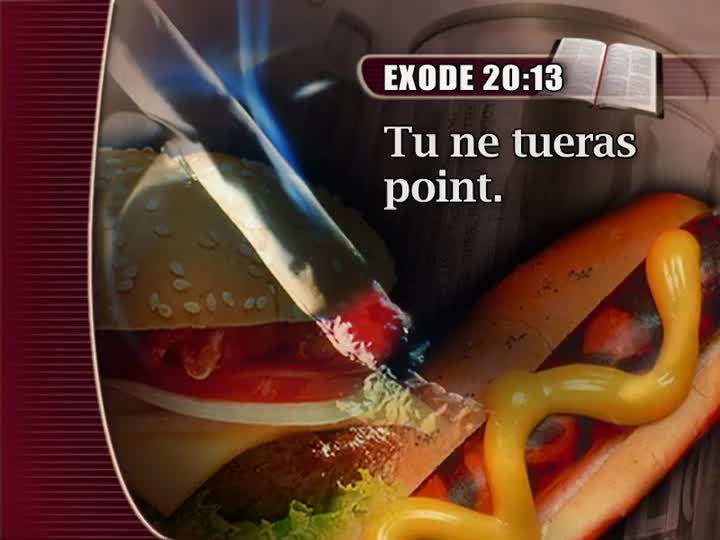 EXODE 20:13
Tu ne tueras
point.